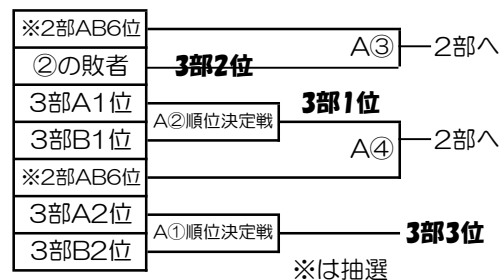 ※2部AB6位
A③
2部へ
②の敗者
3部2位
3部A1位
A②順位決定戦
3部1位
3部B1位
A④
2部へ
※2部AB6位
3部A2位
A①順位決定戦
3部3位
3部B2位
※は抽選